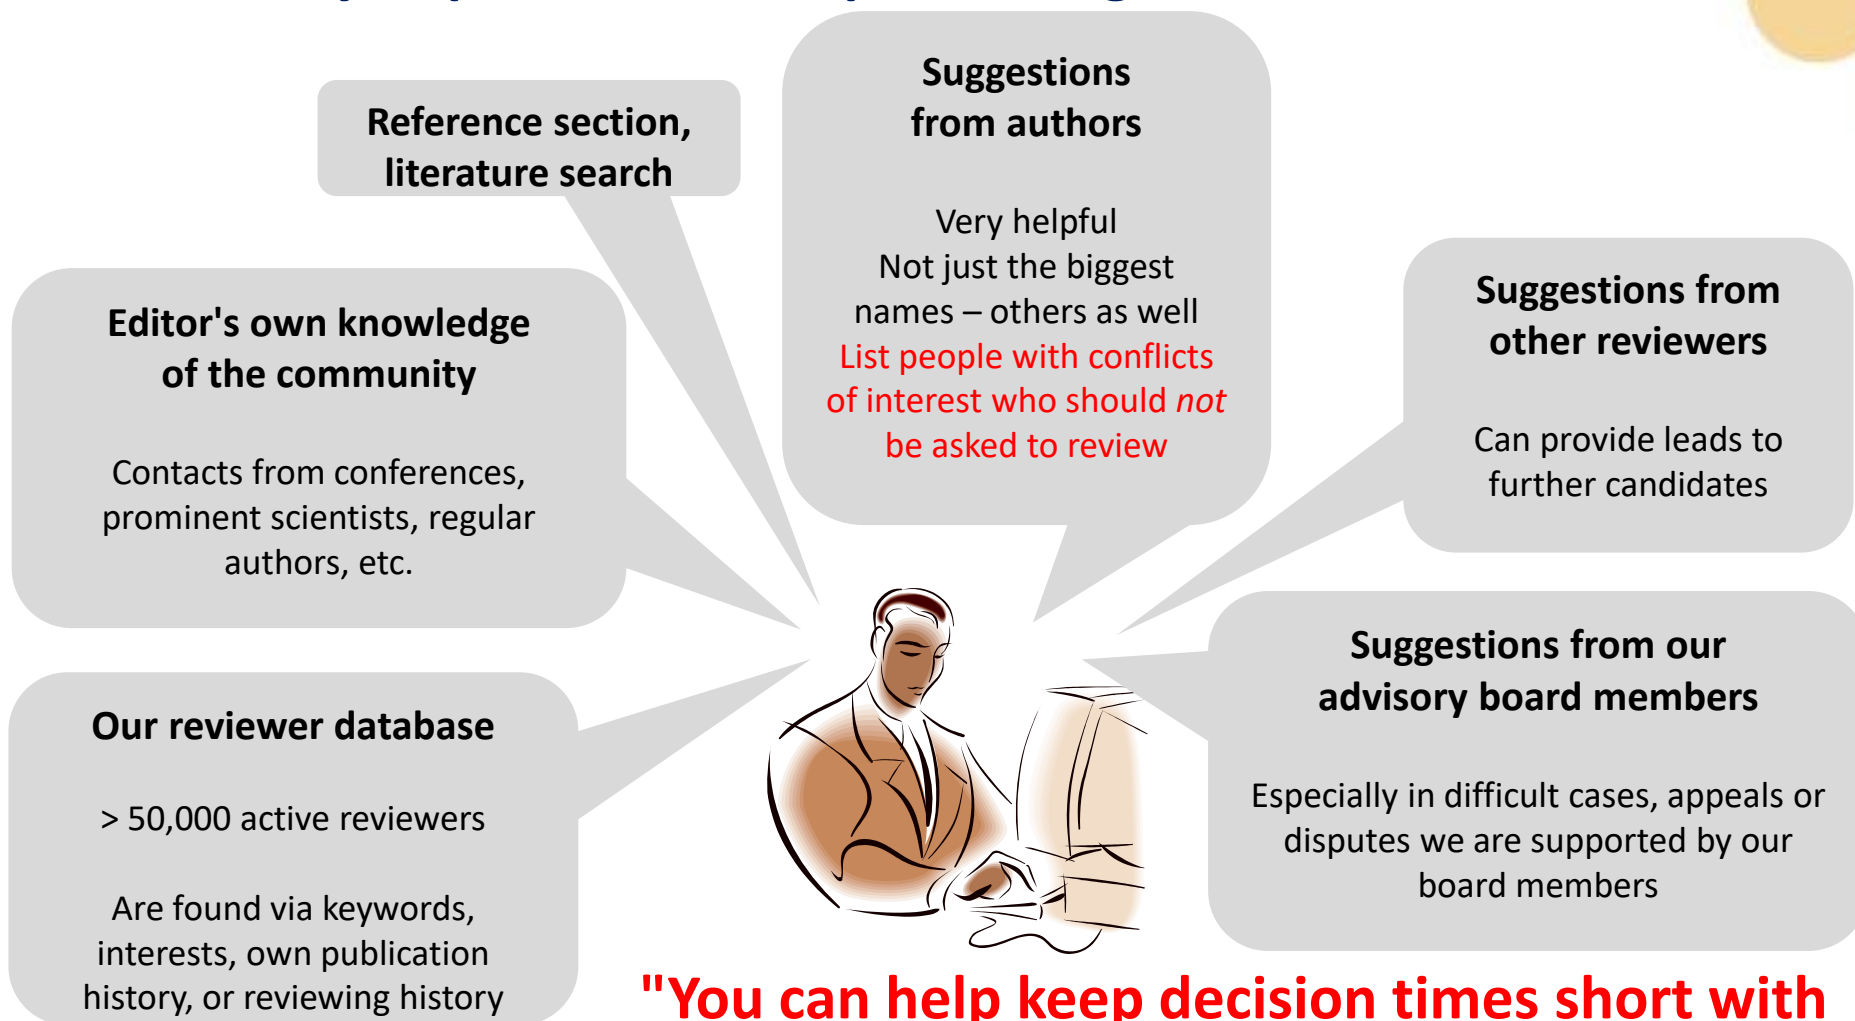 Reference section,
literature search
Suggestions
from authors
Very helpful
Not just the biggest
names – others as well
List people with conflicts
of interest who should not
be asked to review
Editor's own knowledge
of the community
Contacts from conferences,
prominent scientists, regular
authors, etc.
Suggestions from
other reviewers
Can provide leads to
further candidates
Our reviewer database
> 50,000 active reviewers
Are found via keywords,
interests, own publication
history, or reviewing history
Suggestions from our
advisory board members
Especially in difficult cases, appeals or
disputes we are supported by our
board members
"You can help keep decision times short with